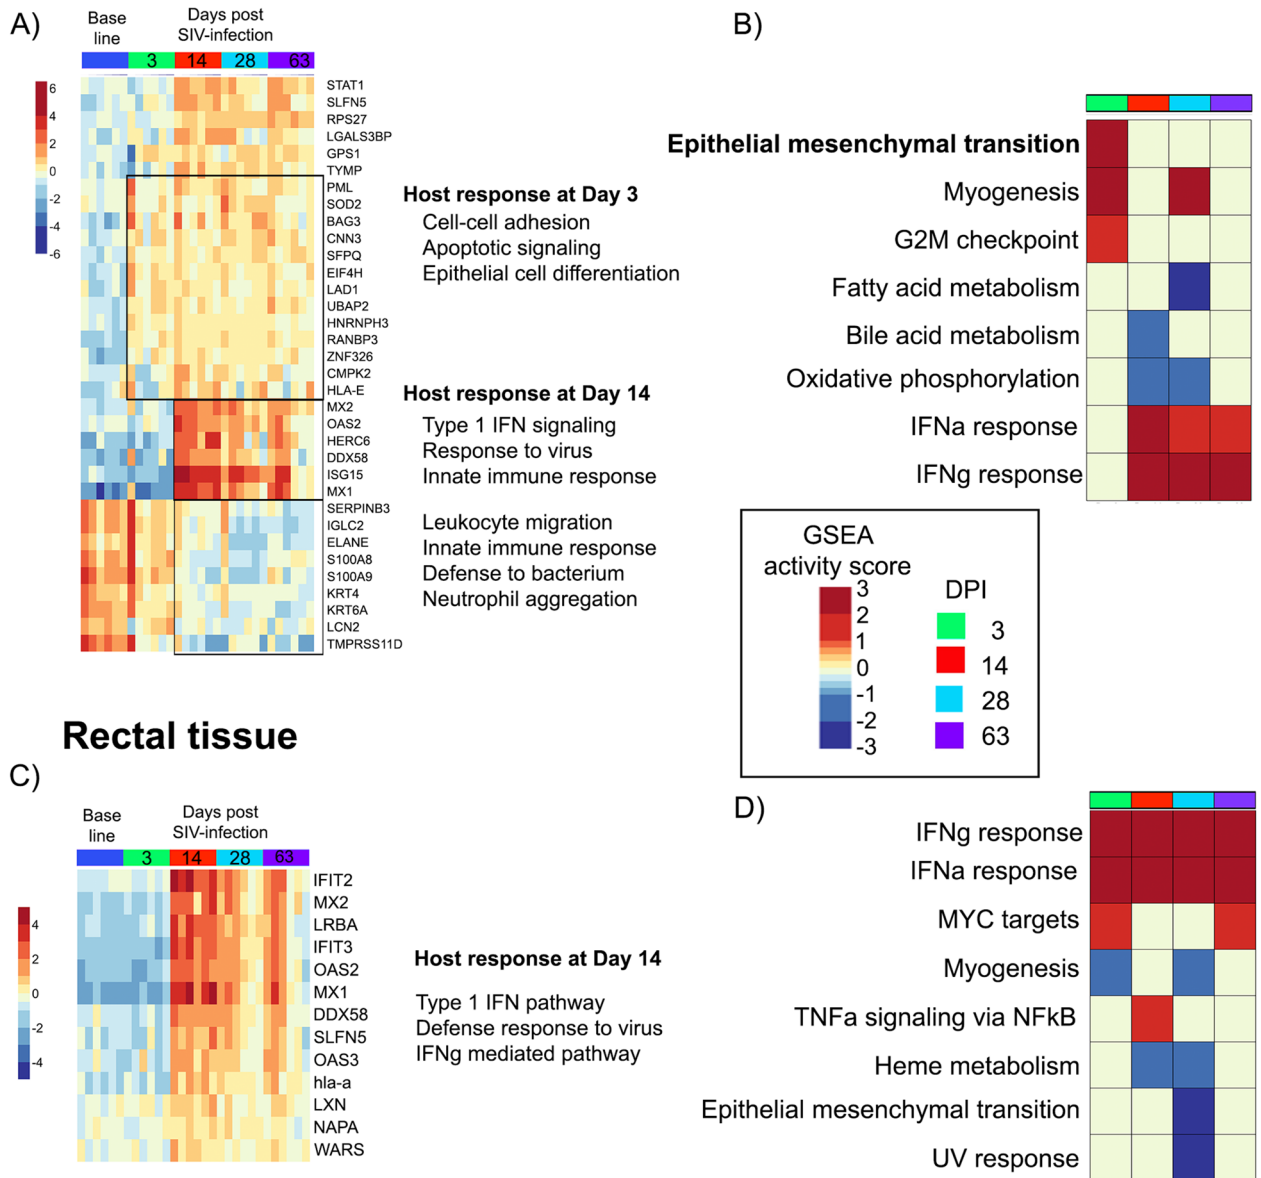 A)
Base
line
Days post
SIV-infection
3
14
28
63
6
4
2
0
-2
-4
-6
STAT1
SLFN5
RPS27
LGALS3BP
GPS1
TYMP
PML
SOD2
BAG3
CNN3
SFPQ
EIF4H
LAD1
UBAP2
HNRNPH3
RANBP3
ZNF326
CMPK2
HLA-E
MX2
OAS2
HERC6
DDX58
ISG15
MX1
SERPINB3
IGLC2
ELANE
S100A8
S100A9
KRT4
KRT6A
LCN2
TMPRSS11D
Host response at Day 3
Cell-cell adhesion
Apoptotic signaling
Epithelial cell differentiation
Host response at Day 14
Type 1 IFN signaling
Response to virus
Innate immune response
Leukocyte migration
Innate immune response
Defense to bacterium
Neutrophil aggregation
B)
Epithelial mesenchymal transition
Myogenesis
G2M checkpoint
Fatty acid metabolism
Bile acid metabolism
Oxidative phosphorylation
IFNa response
IFNg response
GSEA
activity score
3
2
1
0
-1
-2
-3
DPI
3
14
28
63
Rectal tissue
C)
Base
line
Days post
SIV-infection
3
14
28
63
4
2
0
-2
-4
IFIT2
MX2
LRBA
IFIT3
OAS2
MX1
DDX58
SLFN5
OAS3
hla-a
LXN
NAPA
WARS
Host response at Day 14
Type 1 IFN pathway
Defense response to virus
IFNg mediated pathway
D)
IFNg response
IFNa response
MYC targets
Myogenesis
TNFa signaling via NFkB
Heme metabolism
Epithelial mesenchymal transition
UV response